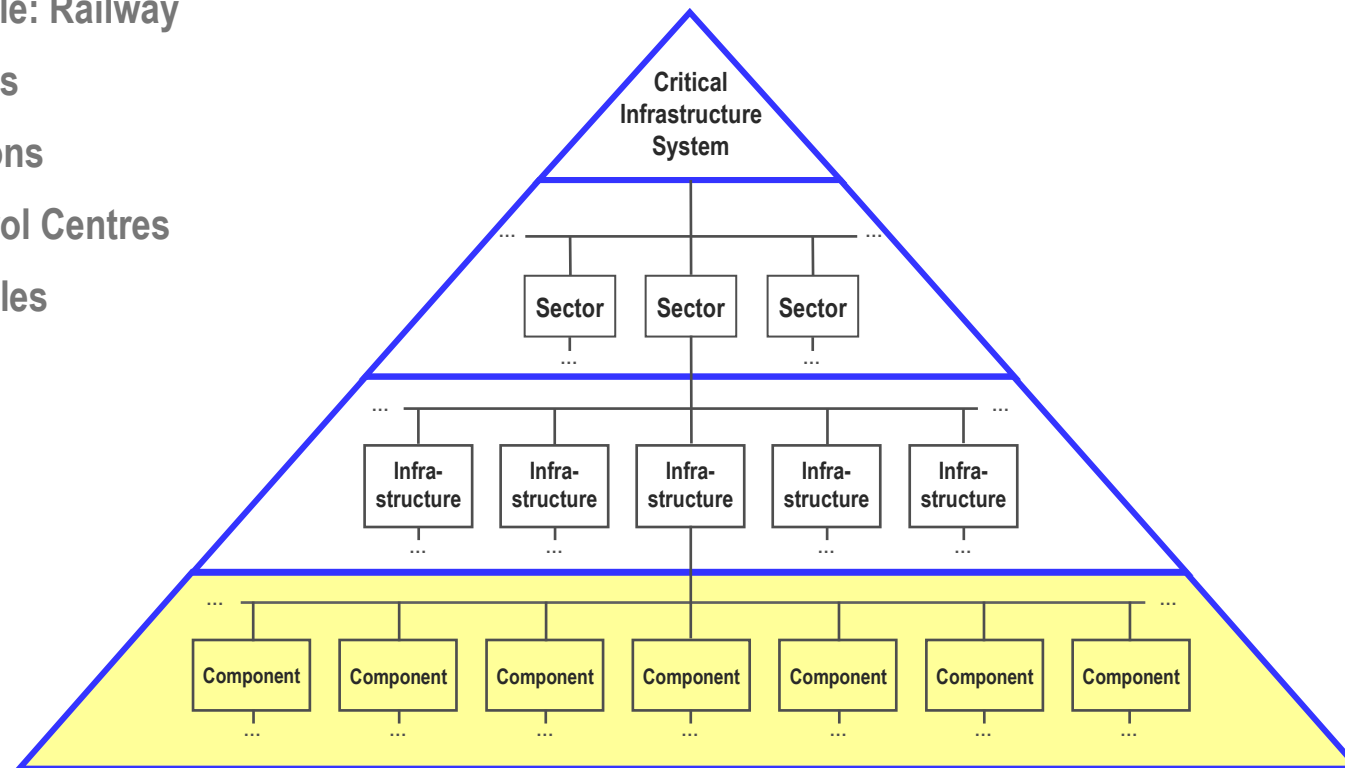 le: Railway
s
ons
ol Centres
les
Critical
Infrastructure
System
... ...
Sector Sector Sector
... ...
... ...
Infra- Infra- Infra- Infra- Infra-
structure structure structure structure structure
... ... ... ...
... ...
Component Component Component Component Component Component Component
... ... ... ... ... ... ...